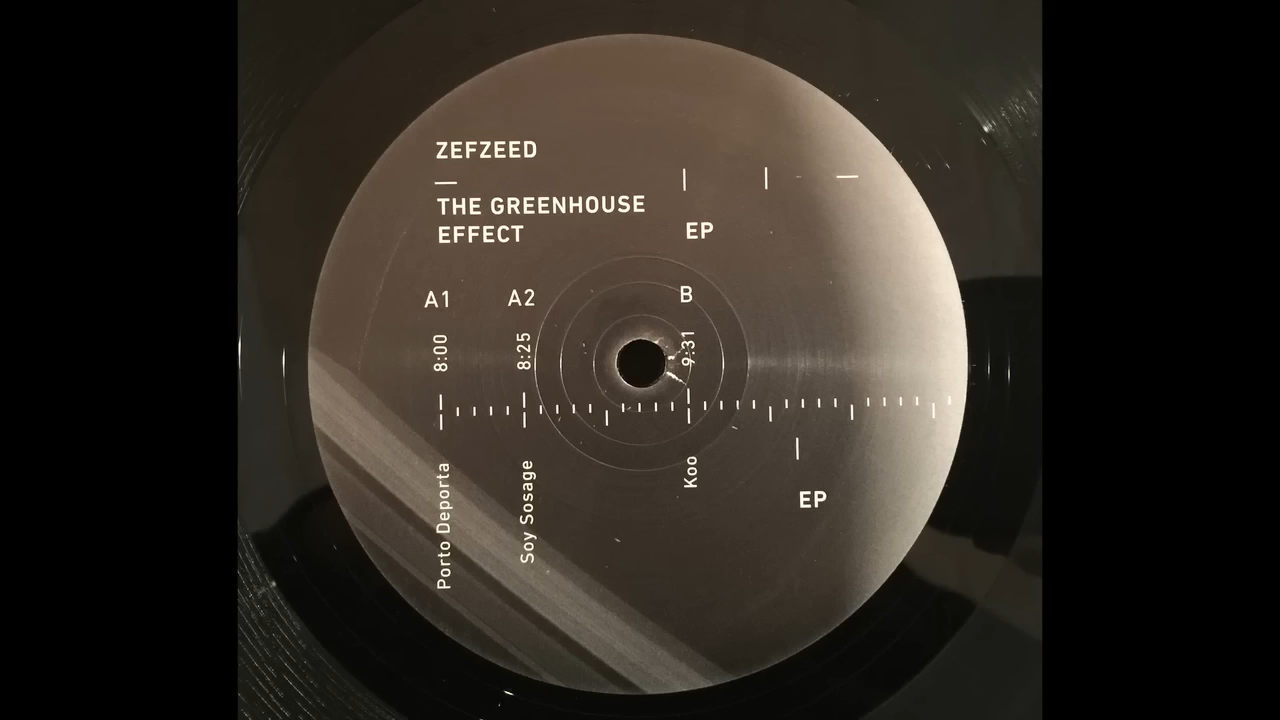 ZEFZEED
THE GREENHOUSE
EFFECT
EP
A1
A2
B
8:00
8:25
9:31
Porto Deporta
Soy Sosage
Koo
EP